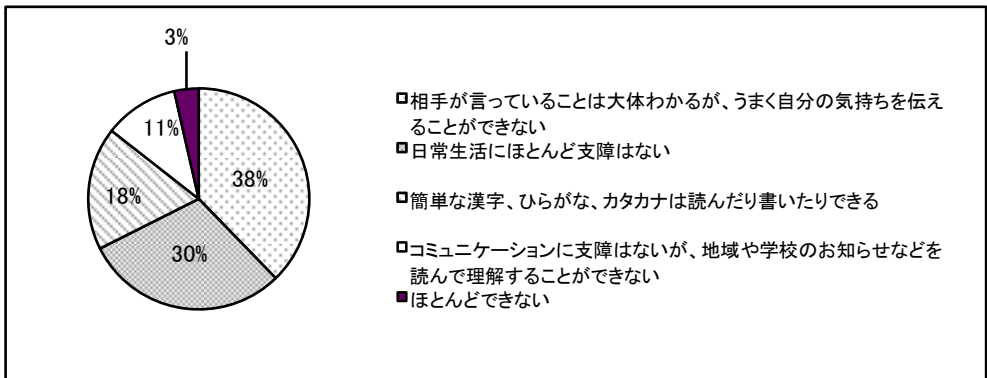 3%
11%
38%
18%
30%
相手が言っていることは大体わかるが、うまく自分の気持ちを伝え
ることができない
日常生活にほとんど支障はない
簡単な漢字、ひらがな、カタカナは読んだり書いたりできる
コミュニケーションに支障はないが、地域や学校のお知らせなどを
読んで理解することができない
ほとんどできない